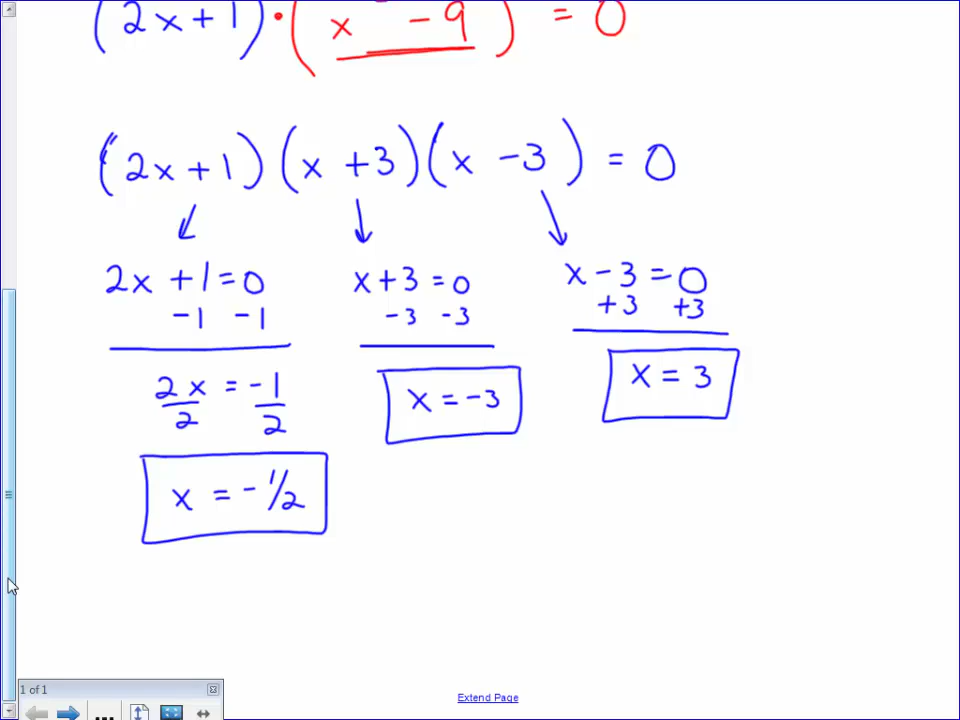 (2x+1)·(x - 9) = 0
(2x+1)(x +3)(x -3) = 0
2x +1=0 x+3=0 x-3=0
-1 -1 -3 -3 +3 +3
2x = -1 x = -3 x = 3
2 2
x = -1/2
1 of 1
Extend Page